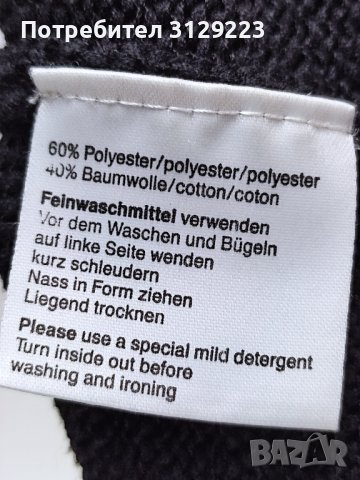 Потребител 3129223
60% Polyester/polyester/polyester
40% Baumwolle/cotton/coton
Feinwaschmittel verwenden
Vor dem Waschen und Bügeln
auf linke Seite wenden
kurz schleudern
Nass in Form ziehen
Liegend trocknen
Please use a special mild detergent
Turn inside out before
washing and ironing
BAZAR